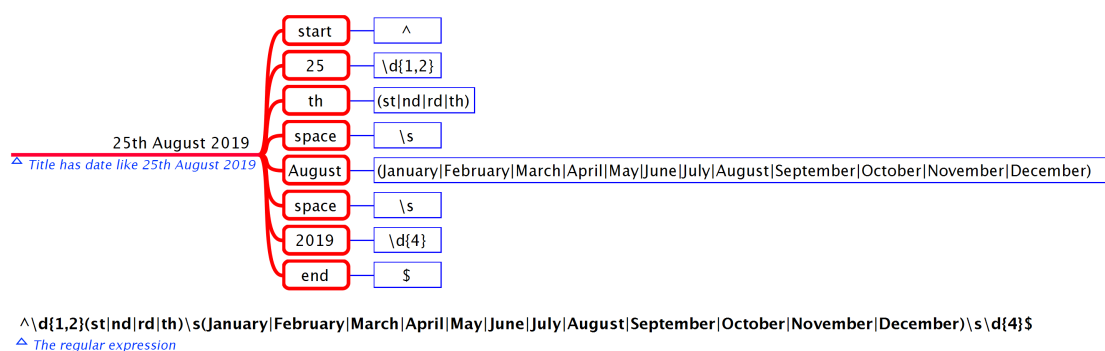 start ^
25 \d{1,2}
th (st|nd|rd|th)
25th August 2019
space \s
Title has date like 25th August 2019
August (January|February|March|April|May|June|July|August|September|October|November|December)
space \s
2019 \d{4}
end $
^\d{1,2}(st|nd|rd|th)\s(January|February|March|April|May|June|July|August|September|October|November|December)\s\d{4}$
The regular expression